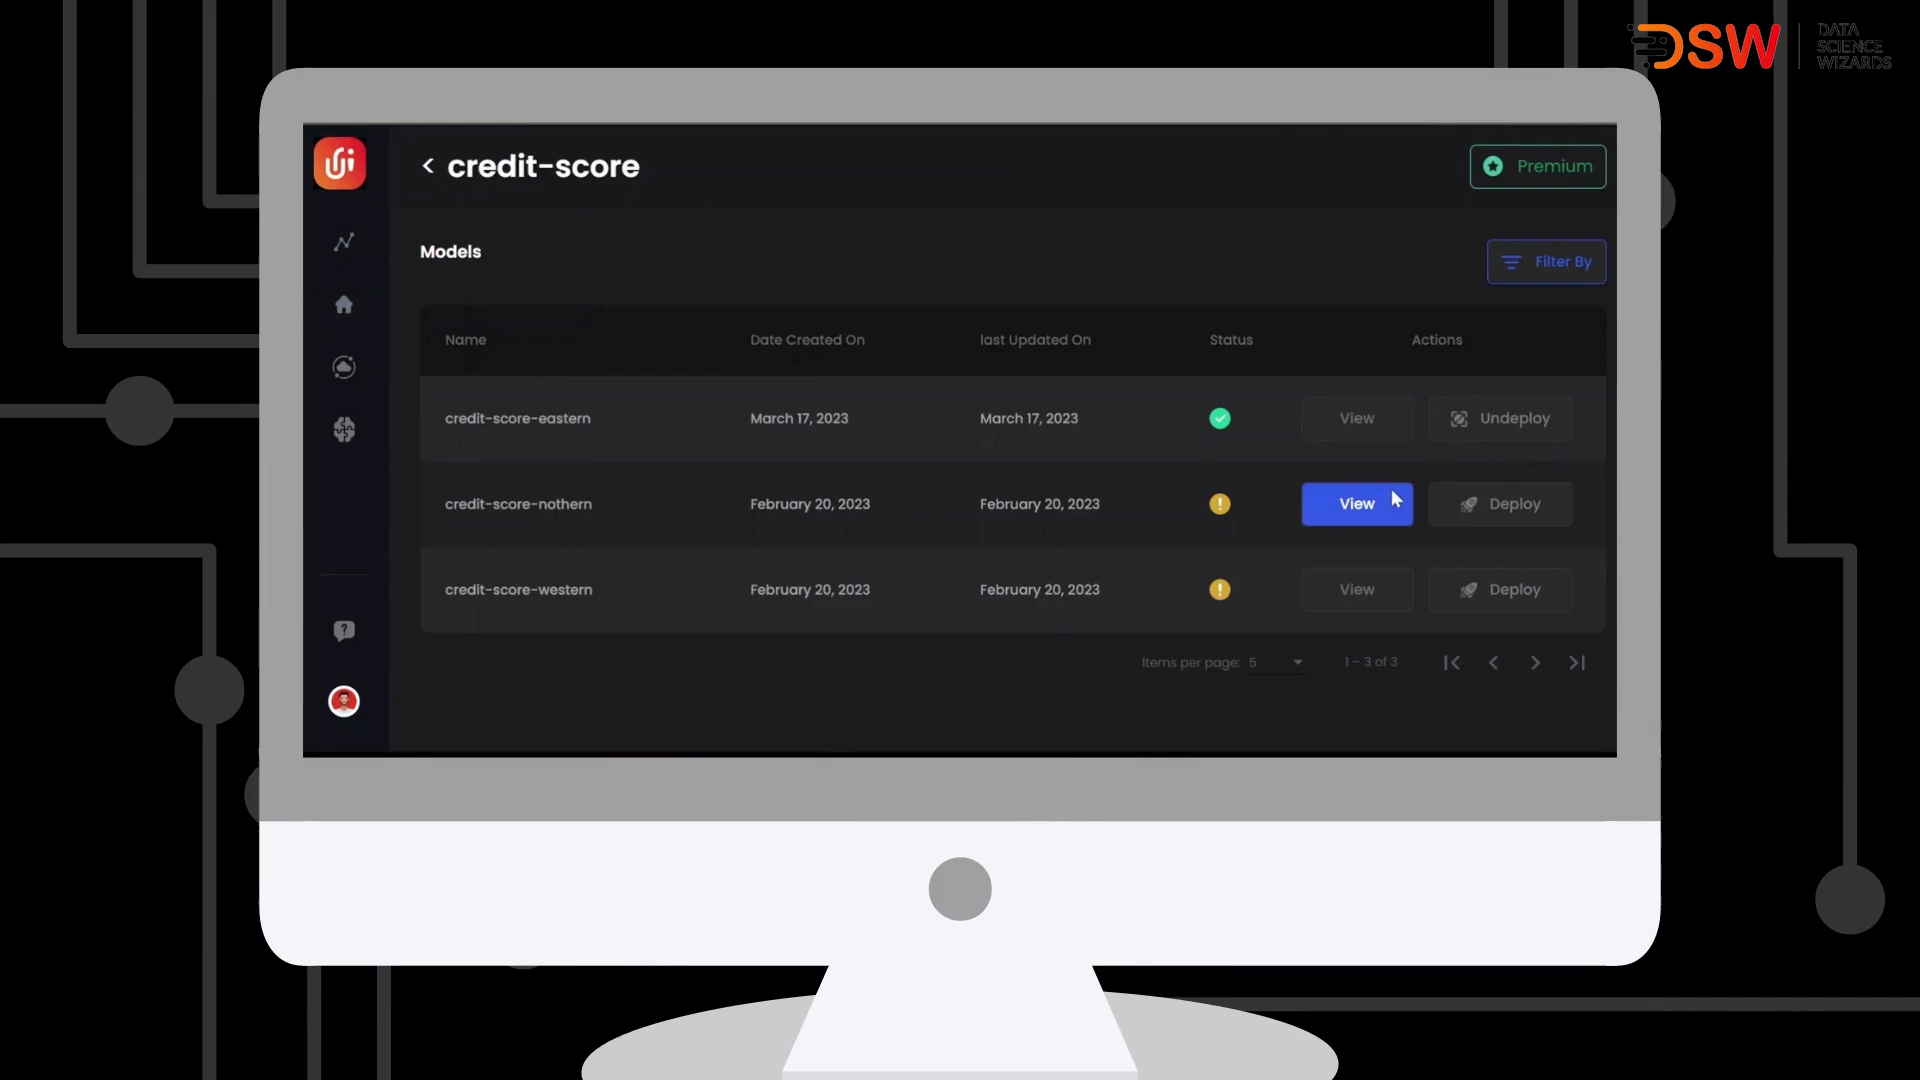 DSW
DATA
SCIENCE
WIZARDS
credit-score
Premium
Models
Filter By
Name Date Created On last Updated On Status Actions
credit-score-eastern March 17, 2023 March 17, 2023 View Undeploy
credit-score-nothern February 20, 2023 February 20, 2023 View Deploy
credit-score-western February 20, 2023 February 20, 2023 View Deploy
Items per page: 5 1 – 3 of 3